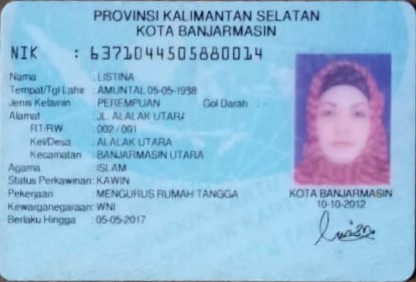 PROVINSI KALIMANTAN SELATAN
KOTA BANJARMASIN
NIK : 6371044505880014
Nama : LISTINA
Tempat/Tgl Lahir : AMUNTAI, 05-05-1988
Jenis Kelamin : PEREMPUAN Gol Darah : -
Alamat : JL. ALALAK UTARA
RT/RW : 002 / 001
Kel/Desa : ALALAK UTARA
Kecamatan : BANJARMASIN UTARA
Agama : ISLAM
Status Perkawinan : KAWIN
Pekerjaan : MENGURUS RUMAH TANGGA
Kewarganegaraan : WNI
Berlaku Hingga : 05-05-2017
KOTA BANJARMASIN
10-10-2012